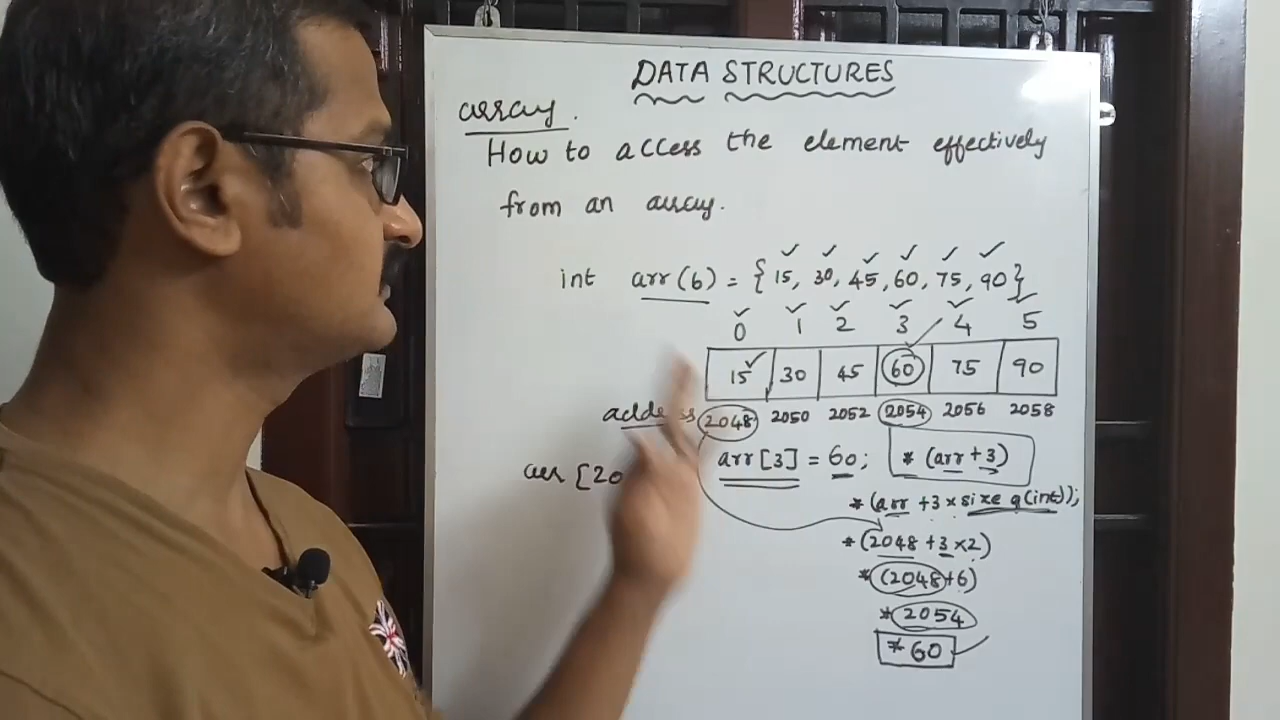 DATA STRUCTURES
array.
How to access the element effectively
from an array.
int arr(6) = {15, 30, 45, 60, 75, 90}
0 1 2 3 4 5
15 30 45 60 75 90
address 2048 2050 2052 2054 2056 2058
arr[3] = 60; *(arr+3)
arr [20
*(arr +3 × size of(int));
*(2048 +3 ×2)
*(2048+6)
*2054
*60